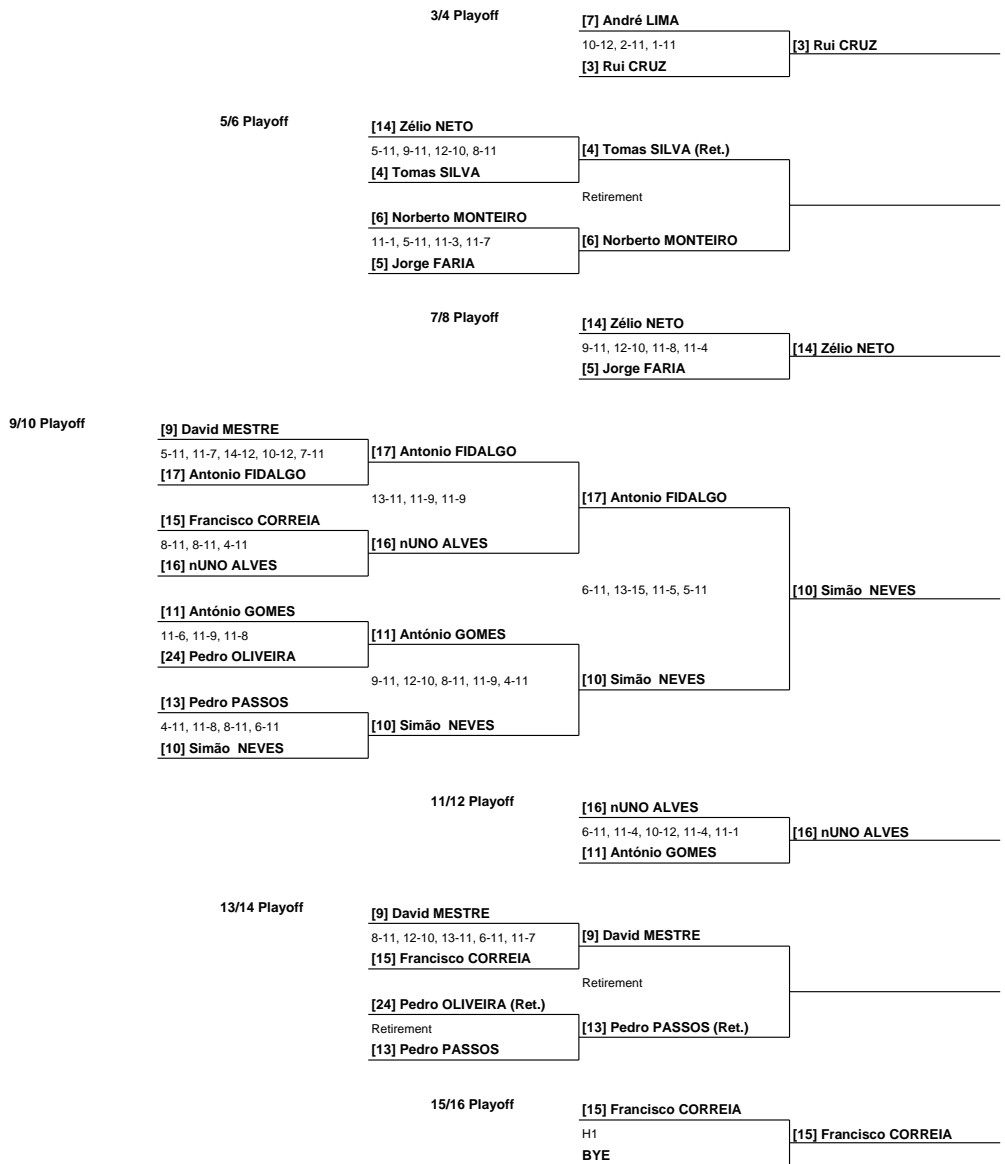 3/4 Playoff
[7] André LIMA
10-12, 2-11, 1-11
[3] Rui CRUZ
[3] Rui CRUZ
5/6 Playoff
[14] Zélio NETO
5-11, 9-11, 12-10, 8-11
[4] Tomas SILVA (Ret.)
[4] Tomas SILVA
Retirement
[6] Norberto MONTEIRO
11-1, 5-11, 11-3, 11-7
[6] Norberto MONTEIRO
[5] Jorge FARIA
7/8 Playoff
[14] Zélio NETO
9-11, 12-10, 11-8, 11-4
[14] Zélio NETO
[5] Jorge FARIA
9/10 Playoff
[9] David MESTRE
5-11, 11-7, 14-12, 10-12, 7-11
[17] Antonio FIDALGO
[17] Antonio FIDALGO
13-11, 11-9, 11-9
[17] Antonio FIDALGO
[15] Francisco CORREIA
8-11, 8-11, 4-11
[16] nUNO ALVES
[16] nUNO ALVES
6-11, 13-15, 11-5, 5-11
[10] Simão  NEVES
[11] António GOMES
11-6, 11-9, 11-8
[11] António GOMES
[24] Pedro OLIVEIRA
9-11, 12-10, 8-11, 11-9, 4-11
[10] Simão  NEVES
[13] Pedro PASSOS
4-11, 11-8, 8-11, 6-11
[10] Simão  NEVES
[10] Simão  NEVES
11/12 Playoff
[16] nUNO ALVES
6-11, 11-4, 10-12, 11-4, 11-1
[16] nUNO ALVES
[11] António GOMES
13/14 Playoff
[9] David MESTRE
8-11, 12-10, 13-11, 6-11, 11-7
[9] David MESTRE
[15] Francisco CORREIA
Retirement
[24] Pedro OLIVEIRA (Ret.)
Retirement
[13] Pedro PASSOS (Ret.)
[13] Pedro PASSOS
15/16 Playoff
[15] Francisco CORREIA
H1
[15] Francisco CORREIA
BYE